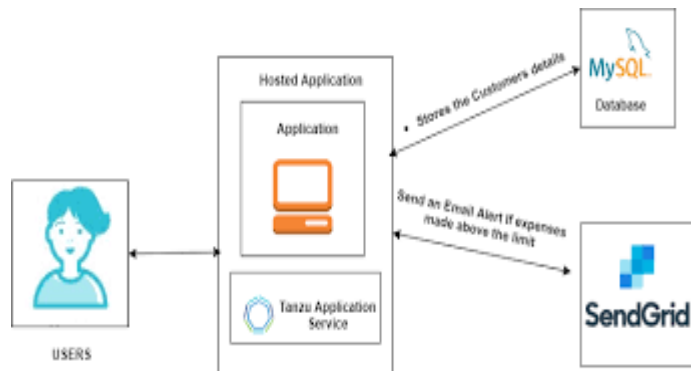 Hosted Application
Application
Tanzu Application
Service
USERS
• Stores the Customers details
Send an Email Alert if expenses
made above the limit
MySQL
Database
SendGrid